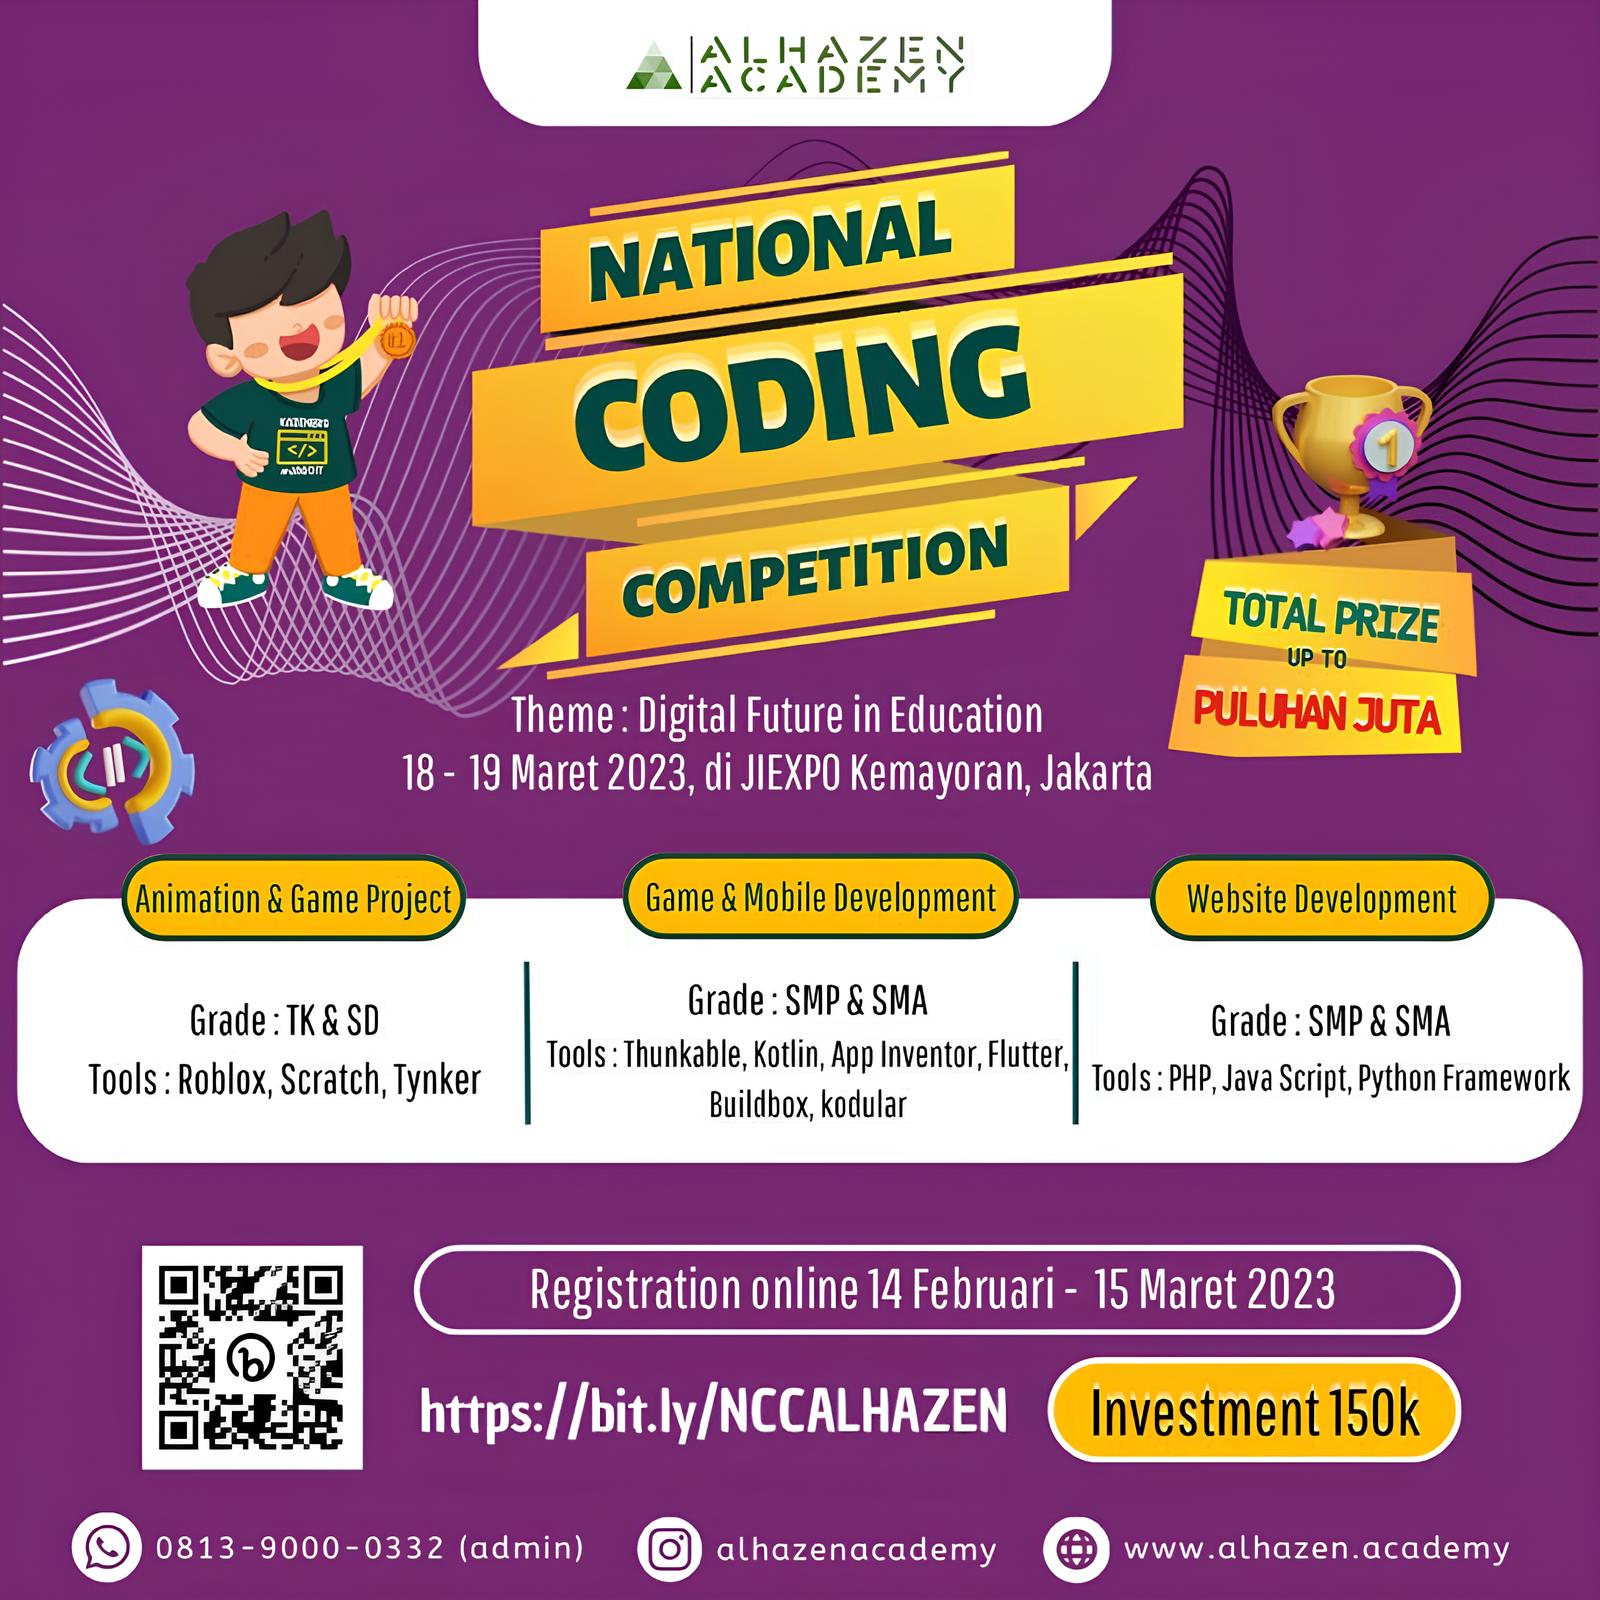 ALHAZEN
ACADEMY
NATIONAL
CODING
COMPETITION
1
</>
1
TOTAL PRIZE
UP TO
PULUHAN JUTA
Theme : Digital Future in Education
18 - 19 Maret 2023, di JIEXPO Kemayoran, Jakarta
Animation & Game Project
Grade : TK & SD
Tools : Roblox, Scratch, Tynker
Game & Mobile Development
Grade : SMP & SMA
Tools : Thunkable, Kotlin, App Inventor, Flutter,
Buildbox, kodular
Website Development
Grade : SMP & SMA
Tools : PHP, Java Script, Python Framework
Registration online 14 Februari - 15 Maret 2023
https://bit.ly/NCCALHAZEN
Investment 150k
0813-9000-0332 (admin)
alhazenacademy
www.alhazen.academy